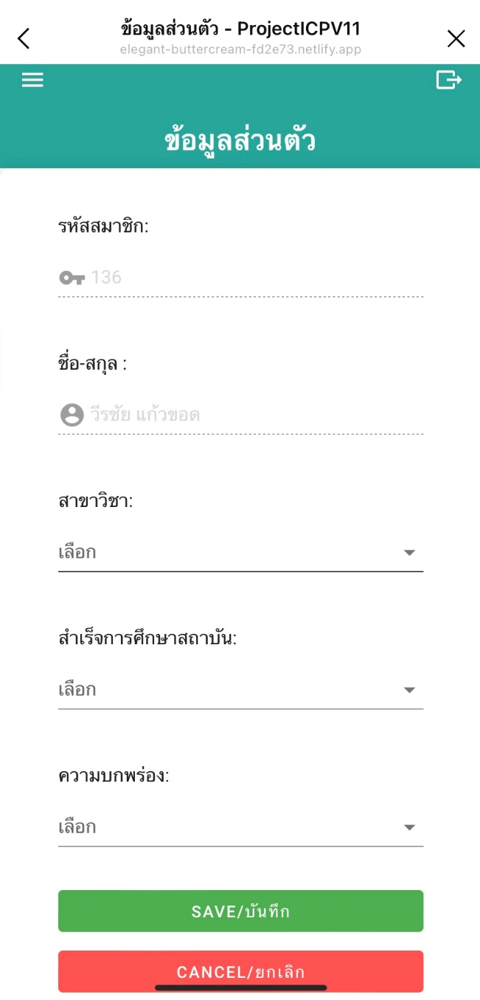 ข้อมูลส่วนตัว - ProjectICPV11
elegant-buttercream-fd2e73.netlify.app
ข้อมูลส่วนตัว
รหัสสมาชิก:
136
ชื่อ-สกุล :
วีรชัย แก้วขอด
สาขาวิชา:
เลือก
สำเร็จการศึกษาสถาบัน:
เลือก
ความบกพร่อง:
เลือก
SAVE/บันทึก
CANCEL/ยกเลิก